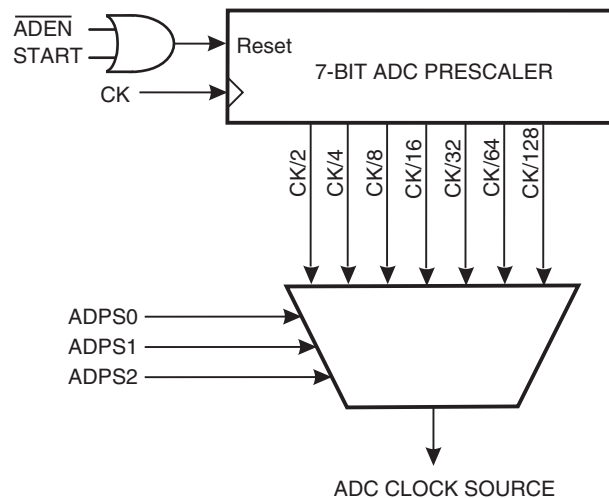 ADEN
START
Reset
7-BIT ADC PRESCALER
CK
CK/2
CK/4
CK/8
CK/16
CK/32
CK/64
CK/128
ADPS0
ADPS1
ADPS2
ADC CLOCK SOURCE